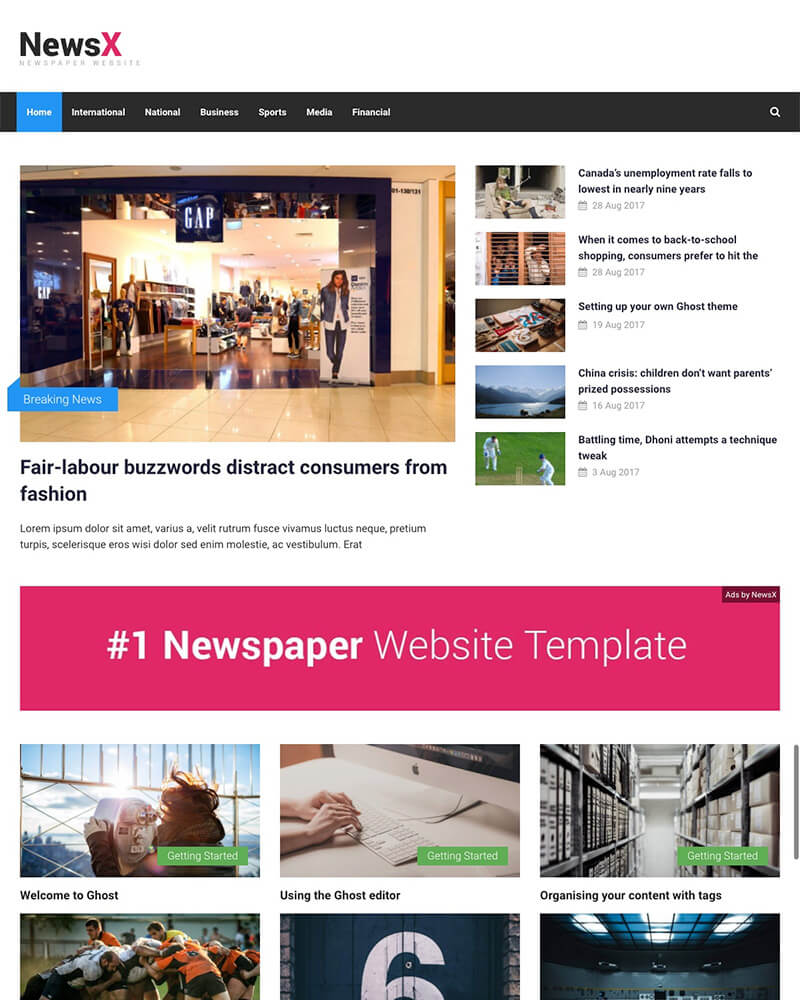 NewsX
NEWSPAPER WEBSITE
Home International National Business Sports Media Financial
GAP
01-130/131
GAP
Breaking News
Fair-labour buzzwords distract consumers from
fashion
Lorem ipsum dolor sit amet, varius a, velit rutrum fusce vivamus luctus neque, pretium
turpis, scelerisque eros wisi dolor sed enim molestie, ac vestibulum. Erat
Canada’s unemployment rate falls to
lowest in nearly nine years
28 Aug 2017
When it comes to back-to-school
shopping, consumers prefer to hit the
28 Aug 2017
Setting up your own Ghost theme
19 Aug 2017
China crisis: children don’t want parents’
prized possessions
16 Aug 2017
Battling time, Dhoni attempts a technique
tweak
3 Aug 2017
Ads by NewsX
#1 Newspaper Website Template
Getting Started
Getting Started
Getting Started
Welcome to Ghost
Using the Ghost editor
Organising your content with tags
6